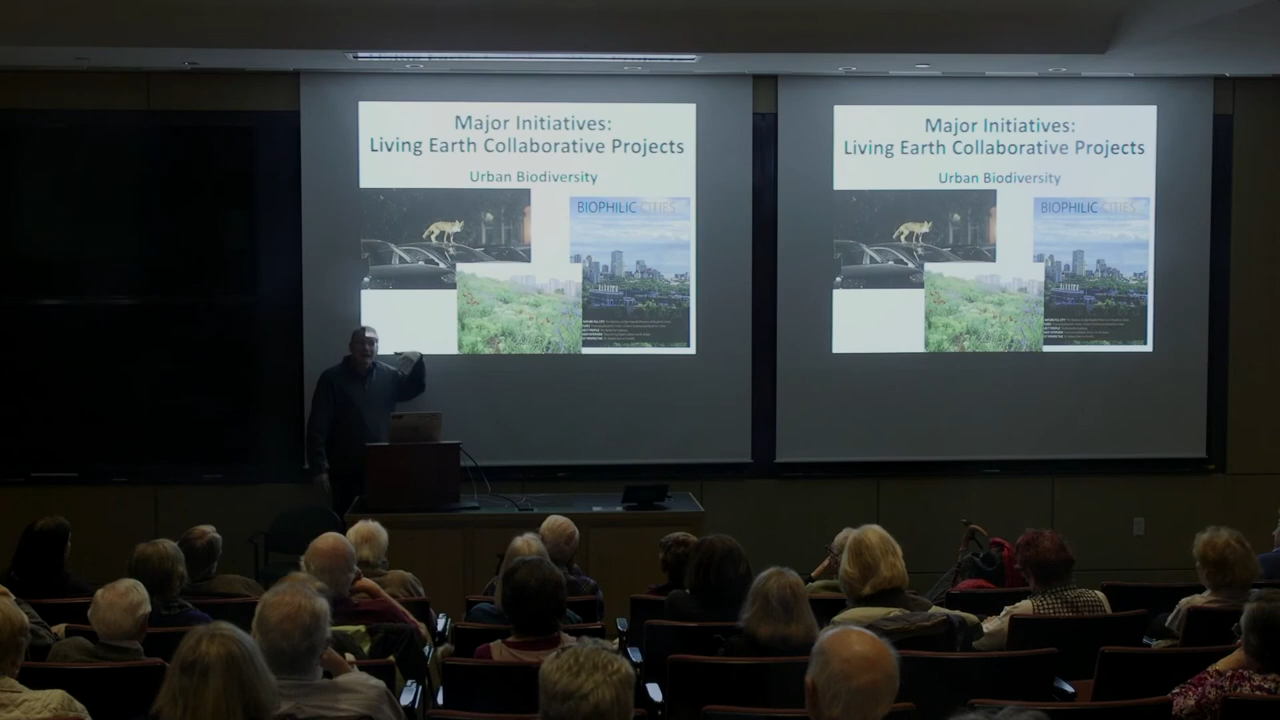 Major Initiatives:
Living Earth Collaborative Projects
Urban Biodiversity
BIOPHILIC CITIES
Major Initiatives:
Living Earth Collaborative Projects
Urban Biodiversity
BIOPHILIC CITIES